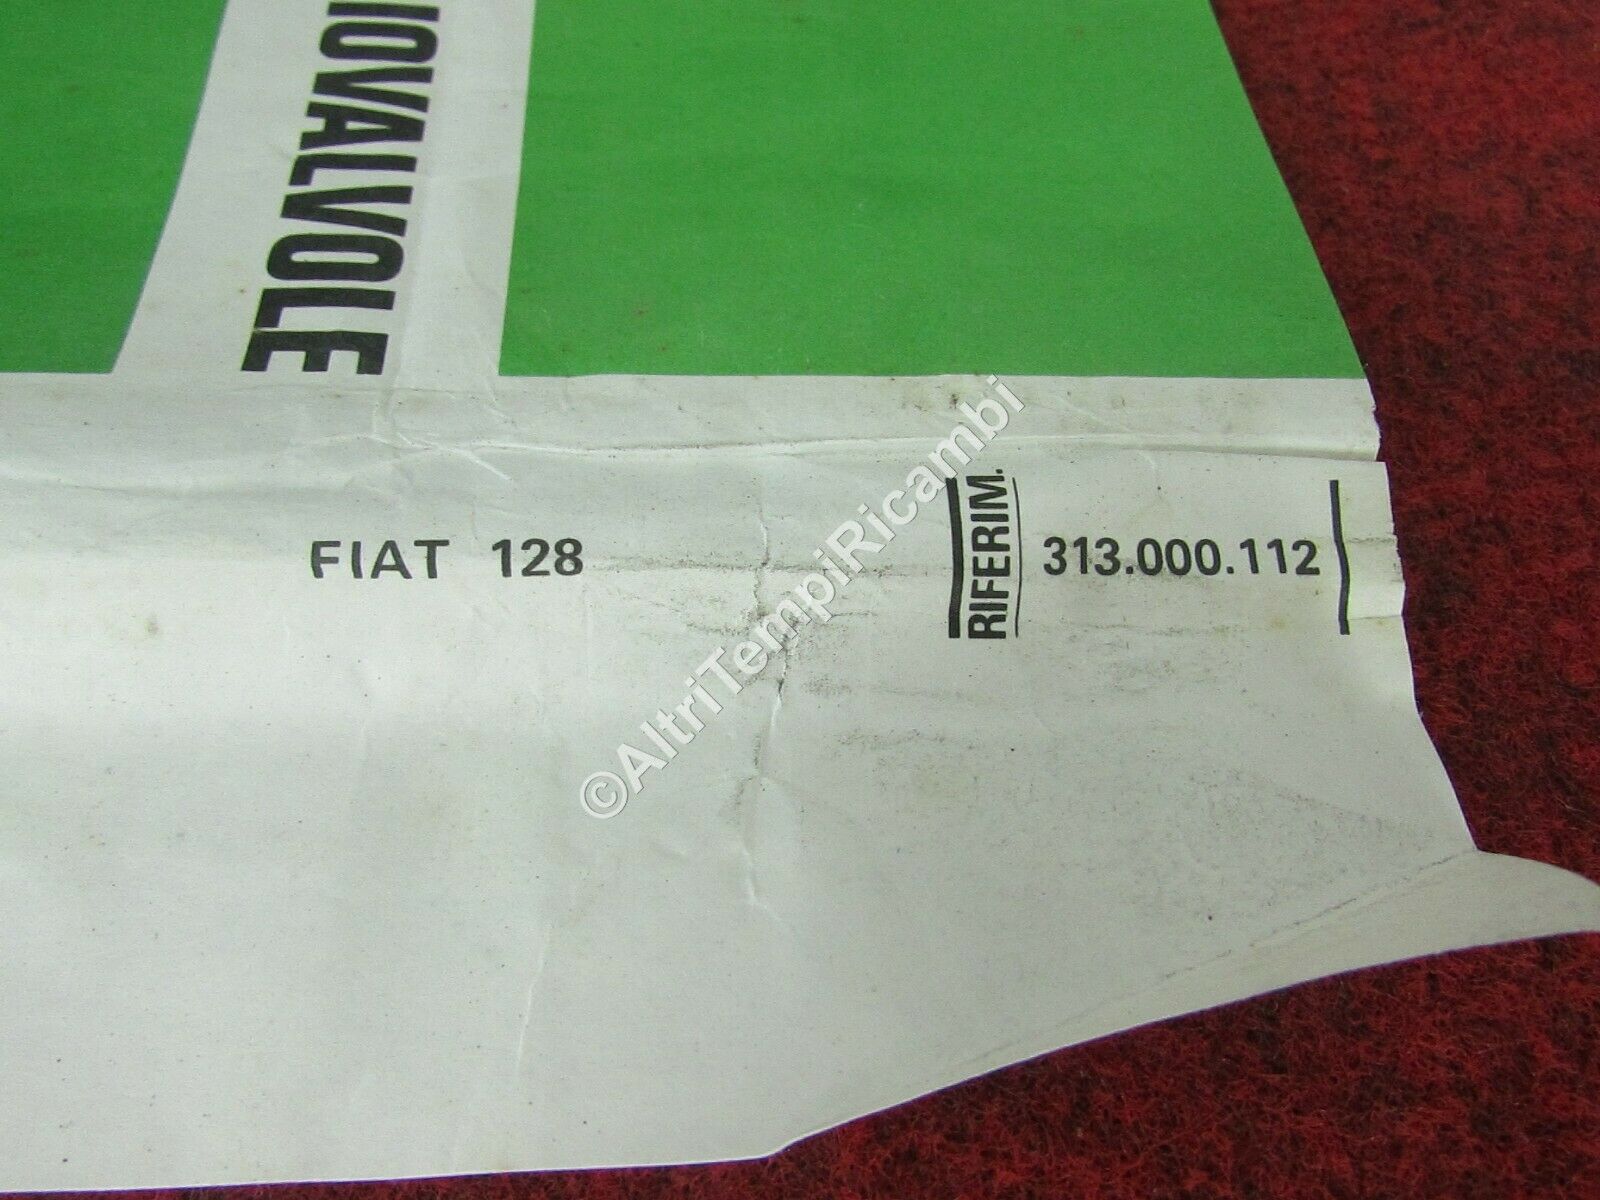 IOVALVOLE
FIAT 128
RIFERIM. 313.000.112
©AltriTempiRicambi